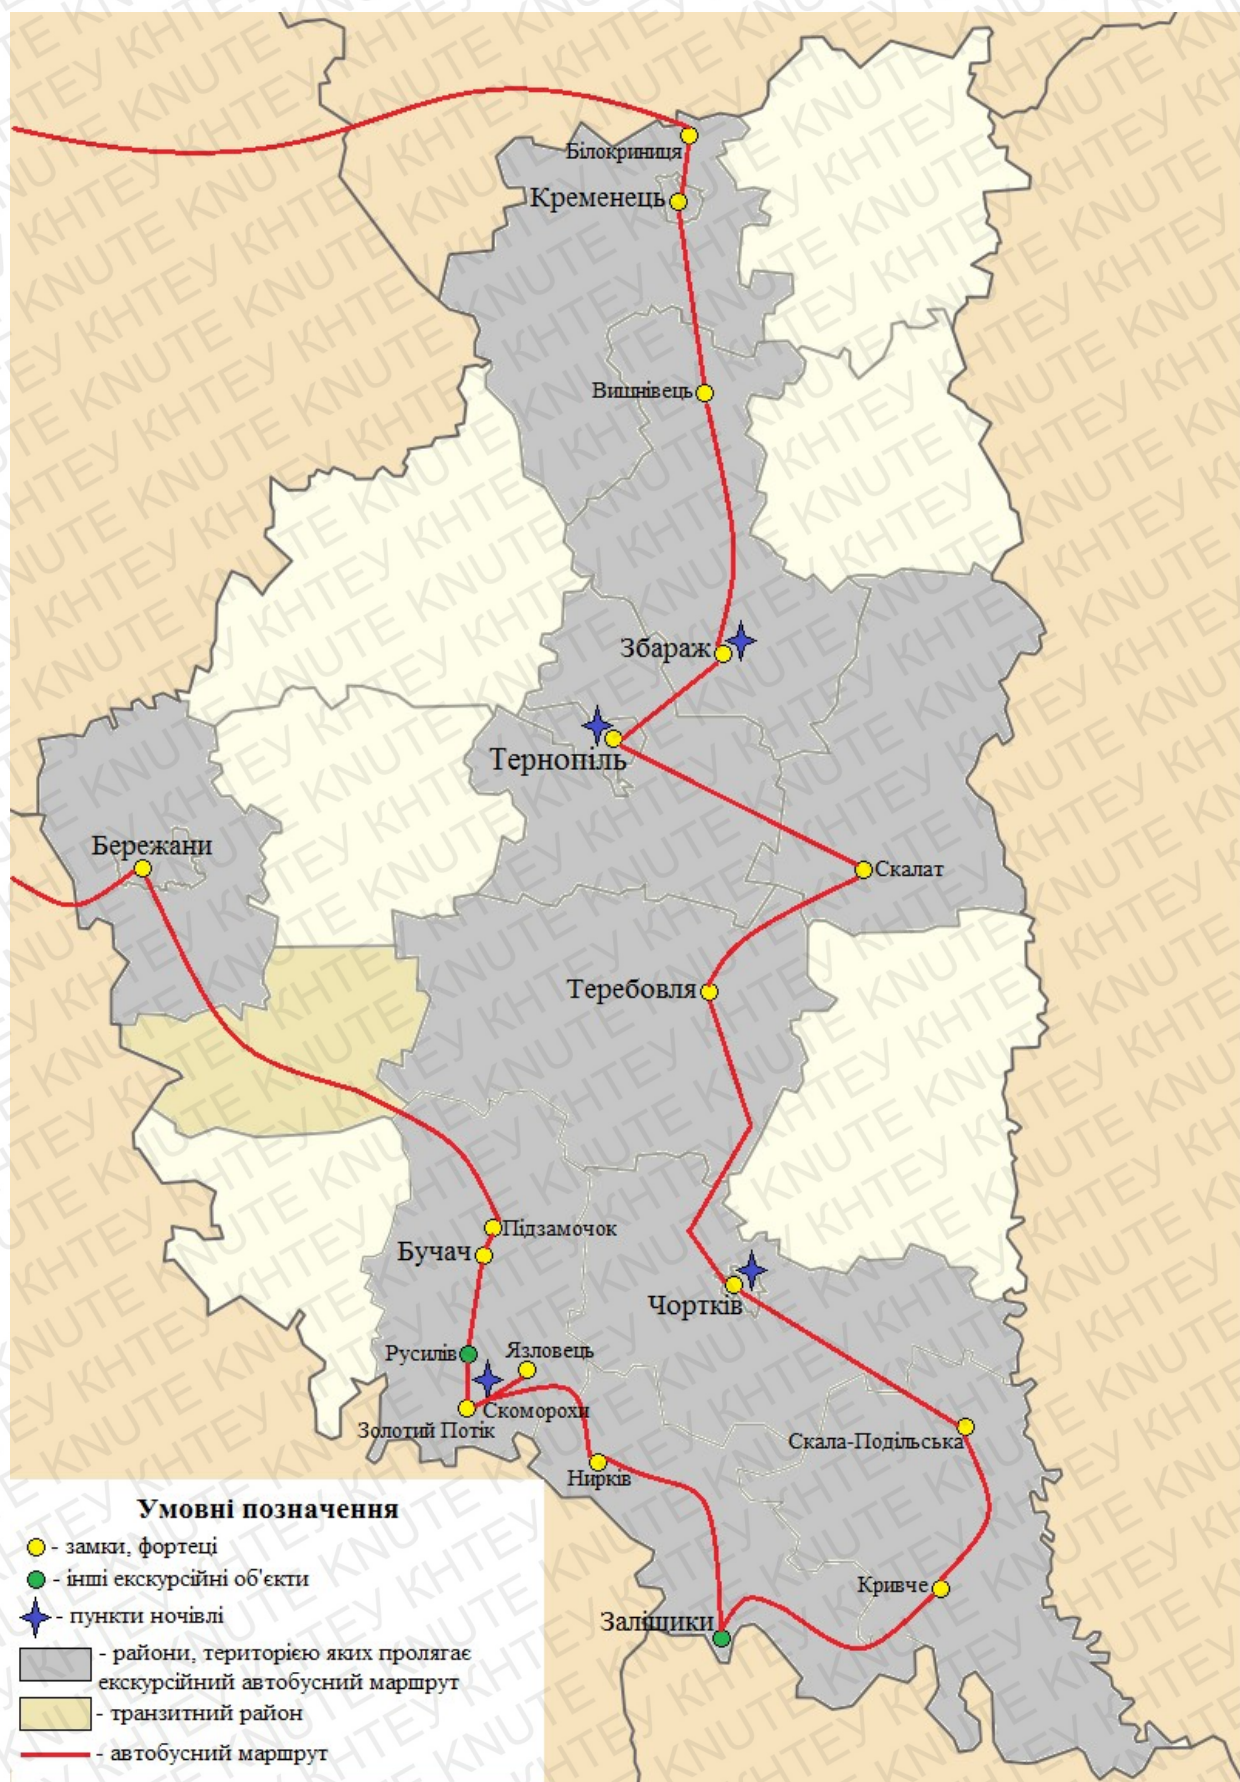 Білокриниця
Кременець
Вишнівець
Збараж
Тернопіль
Бережани
Скалат
Теребовля
Підзамочок
Бучач
Чортків
Русилів
Язловець
Скоморохи
Золотий Потік
Скала-Подільська
Нирків
Кривче
Заліщики
Умовні позначення
- замки, фортеці
- інші екскурсійні об'єкти
- пункти ночівлі
- райони, територією яких пролягає
екскурсійний автобусний маршрут
- транзитний район
- автобусний маршрут
KNUTE КНТЕУ